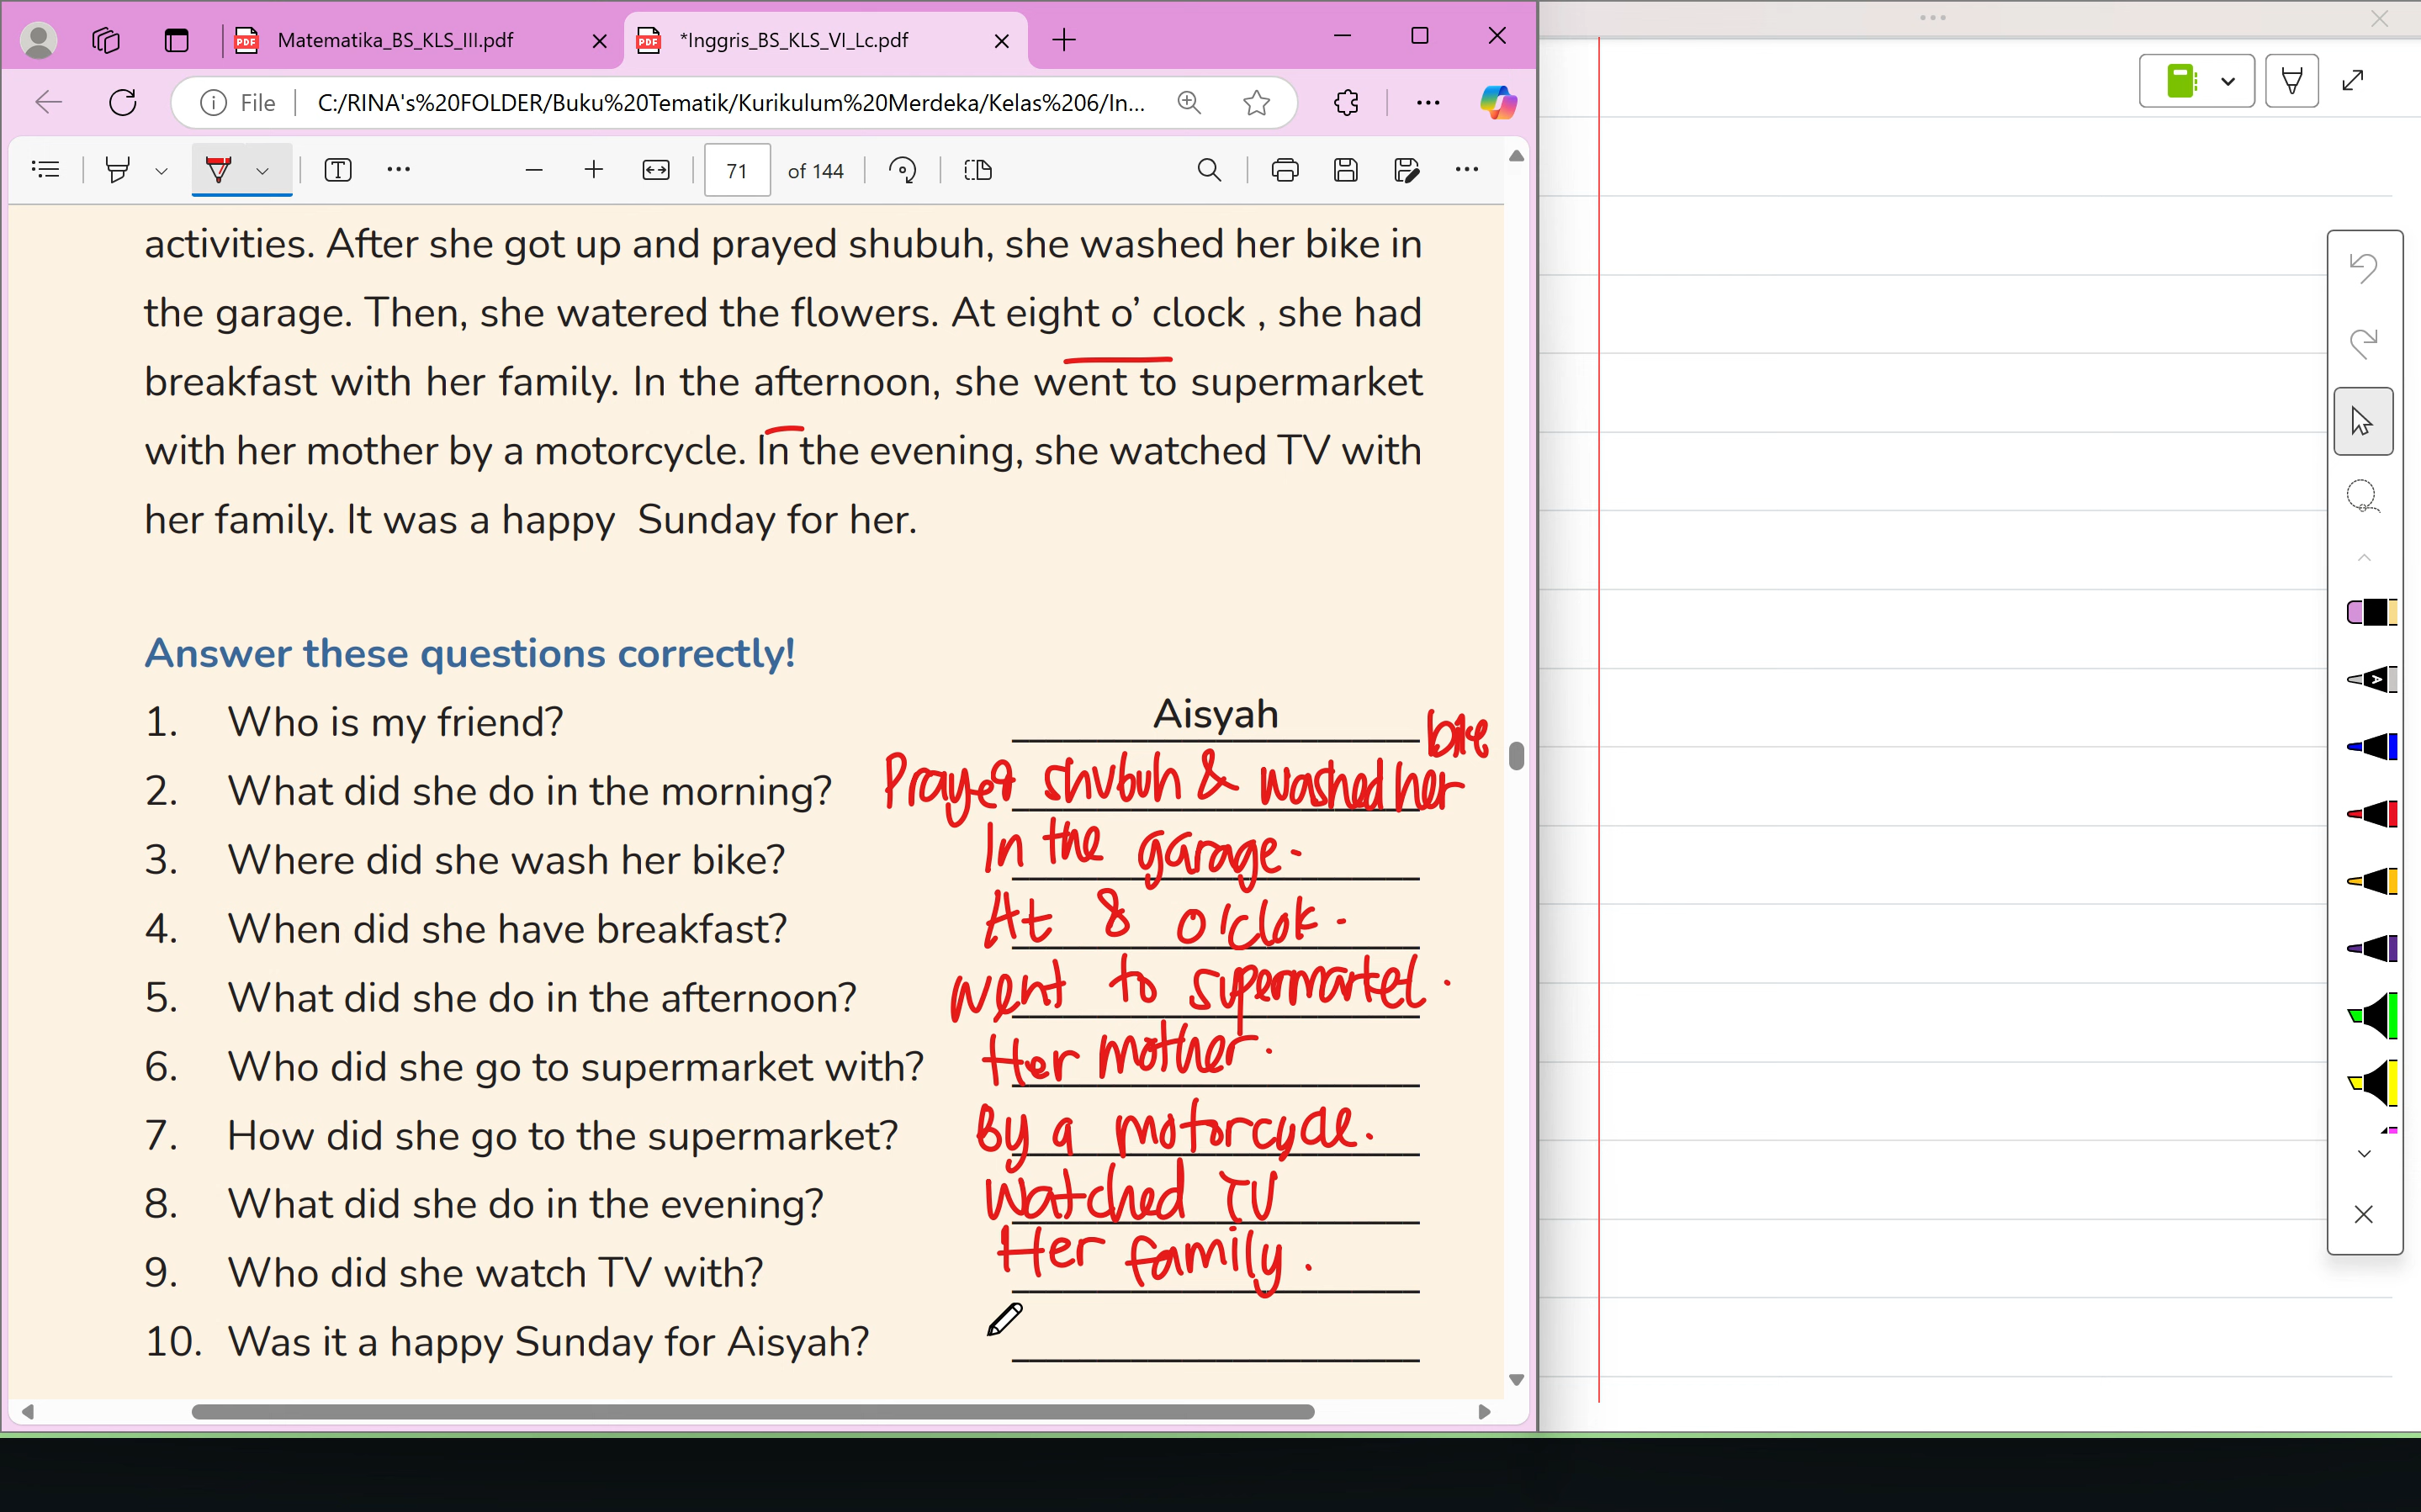 Matematika_BS_KLS_III.pdf
*Inggris_BS_KLS_VI_Lc.pdf
File
C:/RINA's%20FOLDER/Buku%20Tematik/Kurikulum%20Merdeka/Kelas%206/In...
71 of 144
activities. After she got up and prayed shubuh, she washed her bike in
the garage. Then, she watered the flowers. At eight o’ clock , she had
breakfast with her family. In the afternoon, she went to supermarket
with her mother by a motorcycle. In the evening, she watched TV with
her family. It was a happy Sunday for her.
Answer these questions correctly!
1. Who is my friend? Aisyah
bike
2. What did she do in the morning? Prayed shubuh & washed her
3. Where did she wash her bike? In the garage.
4. When did she have breakfast? At 8 o'clok.
5. What did she do in the afternoon? Went to supermarket.
6. Who did she go to supermarket with? Her mother.
7. How did she go to the supermarket? By a motorcycle.
8. What did she do in the evening? Watched TV
9. Who did she watch TV with? Her family.
10. Was it a happy Sunday for Aisyah?